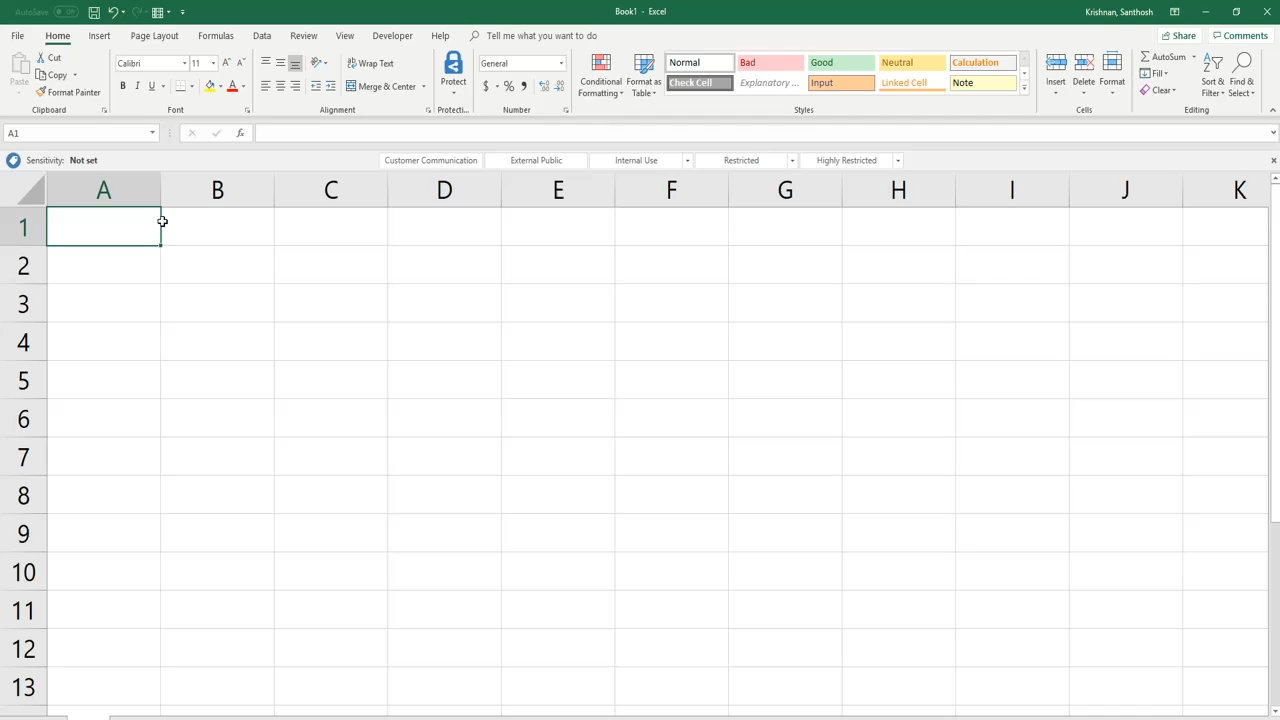 AutoSave Off Book1 - Excel Krishnan, Santhosh
File Home Insert Page Layout Formulas Data Review View Developer Help Tell me what you want to do Share Comments
Paste Cut Copy Format Painter
Clipboard
Calibri 11 A A
B I U A
Font
Wrap Text
Merge & Center
Alignment
Protect
Protecti...
General
$ % ,
Number
Conditional Formatting
Format as Table
Normal Bad Good Neutral Calculation
Check Cell Explanatory ... Input Linked Cell Note
Styles
Insert Delete Format
Cells
AutoSum
Fill
Clear
Sort & Filter
Find & Select
Editing
A1 fx
Sensitivity: Not set Customer Communication External Public Internal Use Restricted Highly Restricted
A B C D E F G H I J K
1
2
3
4
5
6
7
8
9
10
11
12
13